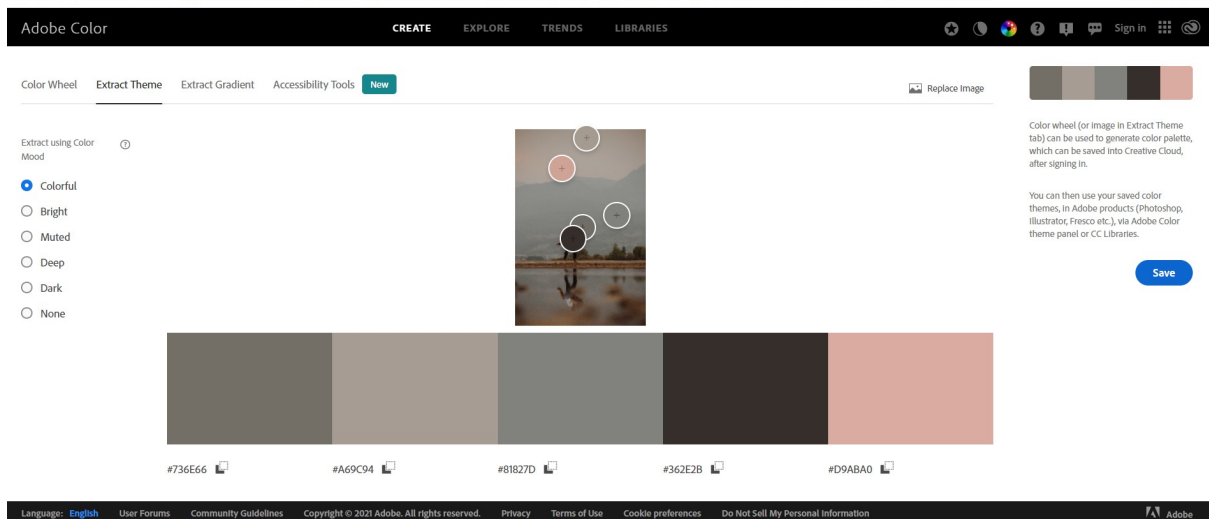 Adobe Color
CREATE EXPLORE TRENDS LIBRARIES
Sign in
Color Wheel Extract Theme Extract Gradient Accessibility Tools New
Replace Image
Extract using Color
Mood
Colorful
Bright
Muted
Deep
Dark
None
Color wheel (or image in Extract Theme
tab) can be used to generate color palette,
which can be saved into Creative Cloud,
after signing in.
You can then use your saved color
themes, in Adobe products (Photoshop,
Illustrator, Fresco etc.), via Adobe Color
theme panel or CC Libraries.
Save
#736E66 #A69C94 #81827D #362E2B #D9ABA0
Language: English User Forums Community Guidelines Copyright © 2021 Adobe. All rights reserved. Privacy Terms of Use Cookie preferences Do Not Sell My Personal Information Adobe